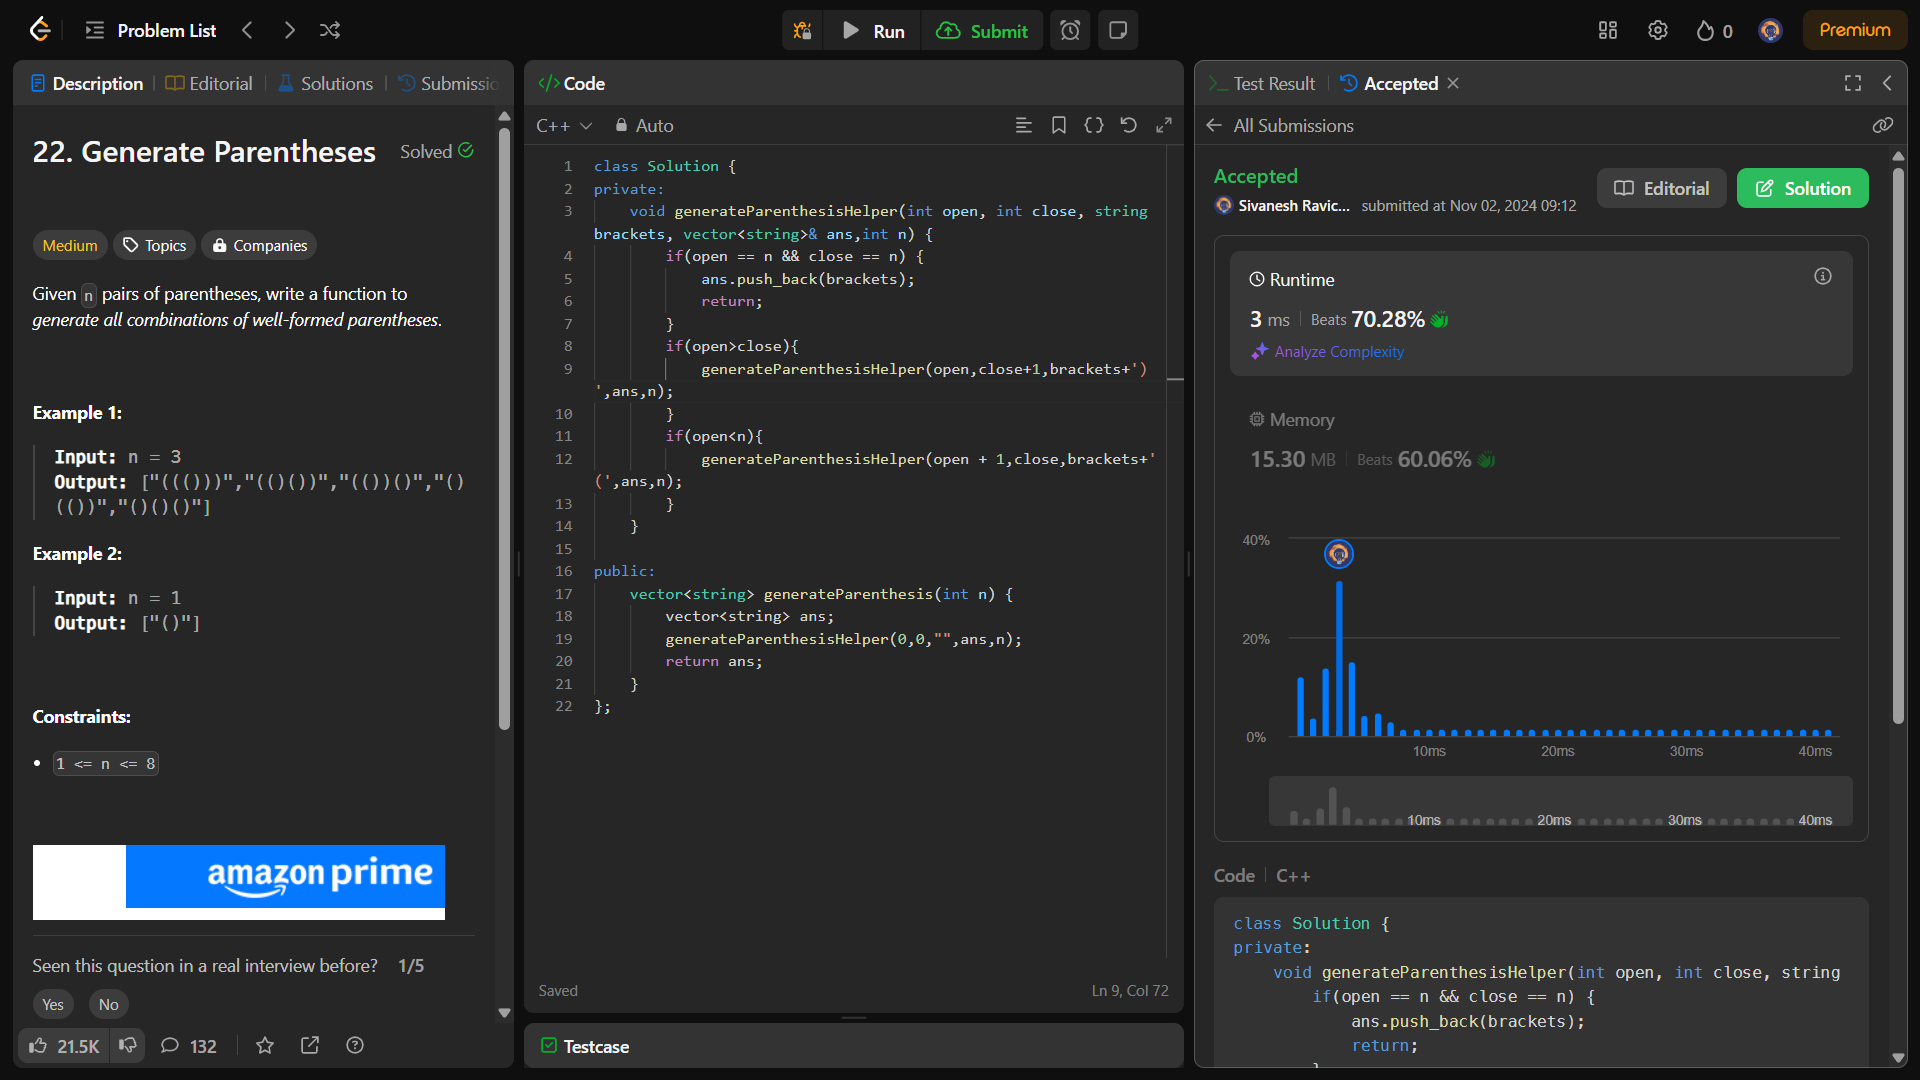 Problem List
Run
Submit
0
Premium
Description
Editorial
Solutions
Submissio
22. Generate Parentheses
Solved
Medium
Topics
Companies
Given n pairs of parentheses, write a function to
generate all combinations of well-formed parentheses.
Example 1:
Input: n = 3
Output: ["((()))","(()())","(())()","()
(())","()()()"]
Example 2:
Input: n = 1
Output: ["()"]
Constraints:
1 <= n <= 8
amazon prime
Seen this question in a real interview before? 1/5
Yes
No
21.5K
132
</> Code
C++
Auto
1 class Solution {
2 private:
3 void generateParenthesisHelper(int open, int close, string
brackets, vector<string>& ans,int n) {
4 if(open == n && close == n) {
5 ans.push_back(brackets);
6 return;
7 }
8 if(open>close){
9 generateParenthesisHelper(open,close+1,brackets+')
',ans,n);
10 }
11 if(open<n){
12 generateParenthesisHelper(open + 1,close,brackets+'
(',ans,n);
13 }
14 }
15
16 public:
17 vector<string> generateParenthesis(int n) {
18 vector<string> ans;
19 generateParenthesisHelper(0,0,"",ans,n);
20 return ans;
21 }
22 };
Saved
Ln 9, Col 72
Testcase
Test Result
Accepted
All Submissions
Accepted
Editorial
Solution
Sivanesh Ravic... submitted at Nov 02, 2024 09:12
Runtime
3 ms Beats 70.28%
Analyze Complexity
Memory
15.30 MB Beats 60.06%
40%
20%
0%
10ms 20ms 30ms 40ms
10ms 20ms 30ms 40ms
Code C++
class Solution {
private:
void generateParenthesisHelper(int open, int close, string
if(open == n && close == n) {
ans.push_back(brackets);
return;
}